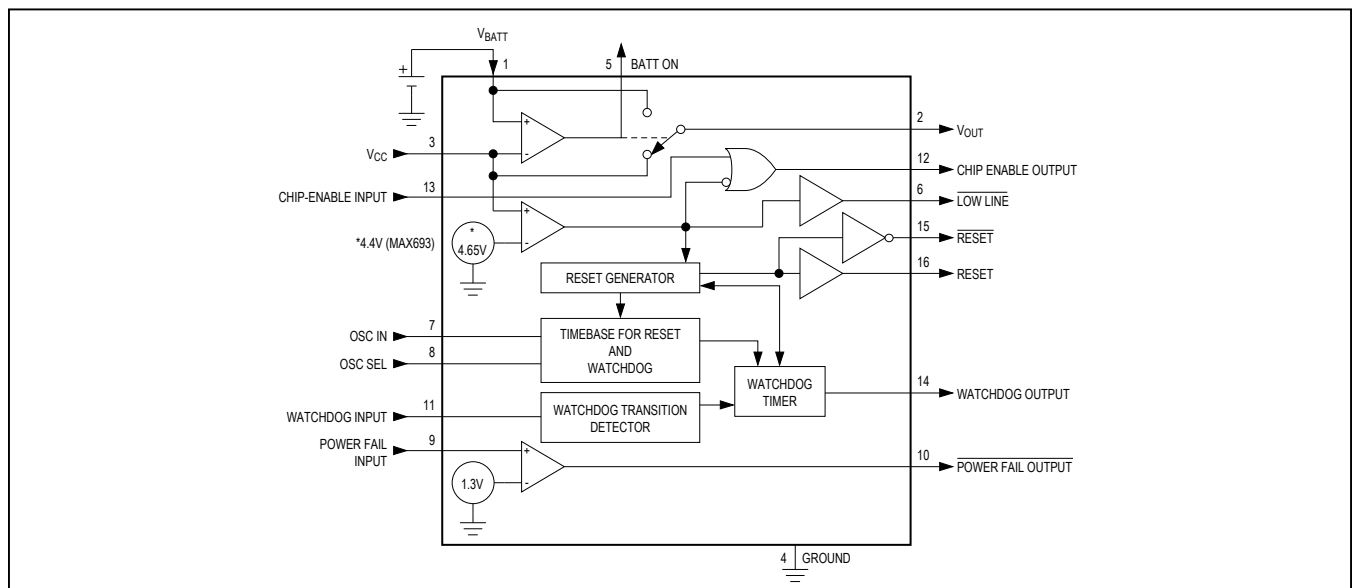 VBATT
1
5 BATT ON
+
+
-
2
VOUT
VCC
3
12
CHIP ENABLE OUTPUT
CHIP-ENABLE INPUT
13
6
LOW LINE
+
-
*4.4V (MAX693)
*
4.65V
15
RESET
16
RESET
RESET GENERATOR
OSC IN
7
OSC SEL
8
TIMEBASE FOR RESET
AND
WATCHDOG
WATCHDOG
TIMER
14
WATCHDOG OUTPUT
WATCHDOG INPUT
11
WATCHDOG TRANSITION
DETECTOR
POWER FAIL
INPUT
9
+
-
1.3V
10
POWER FAIL OUTPUT
4 GROUND